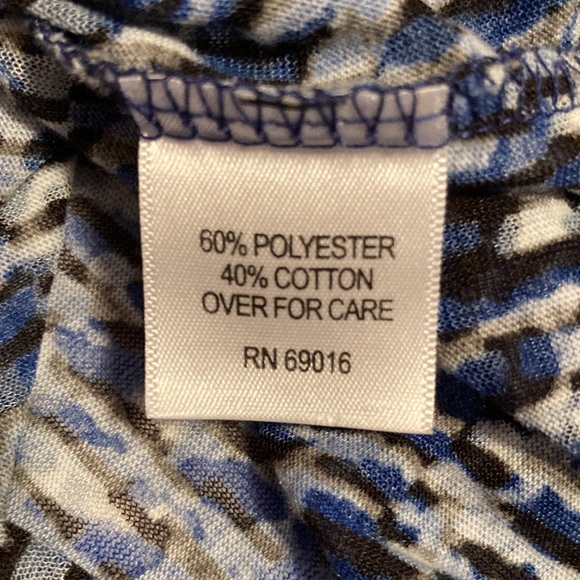 60% POLYESTER
40% COTTON
OVER FOR CARE
RN 69016